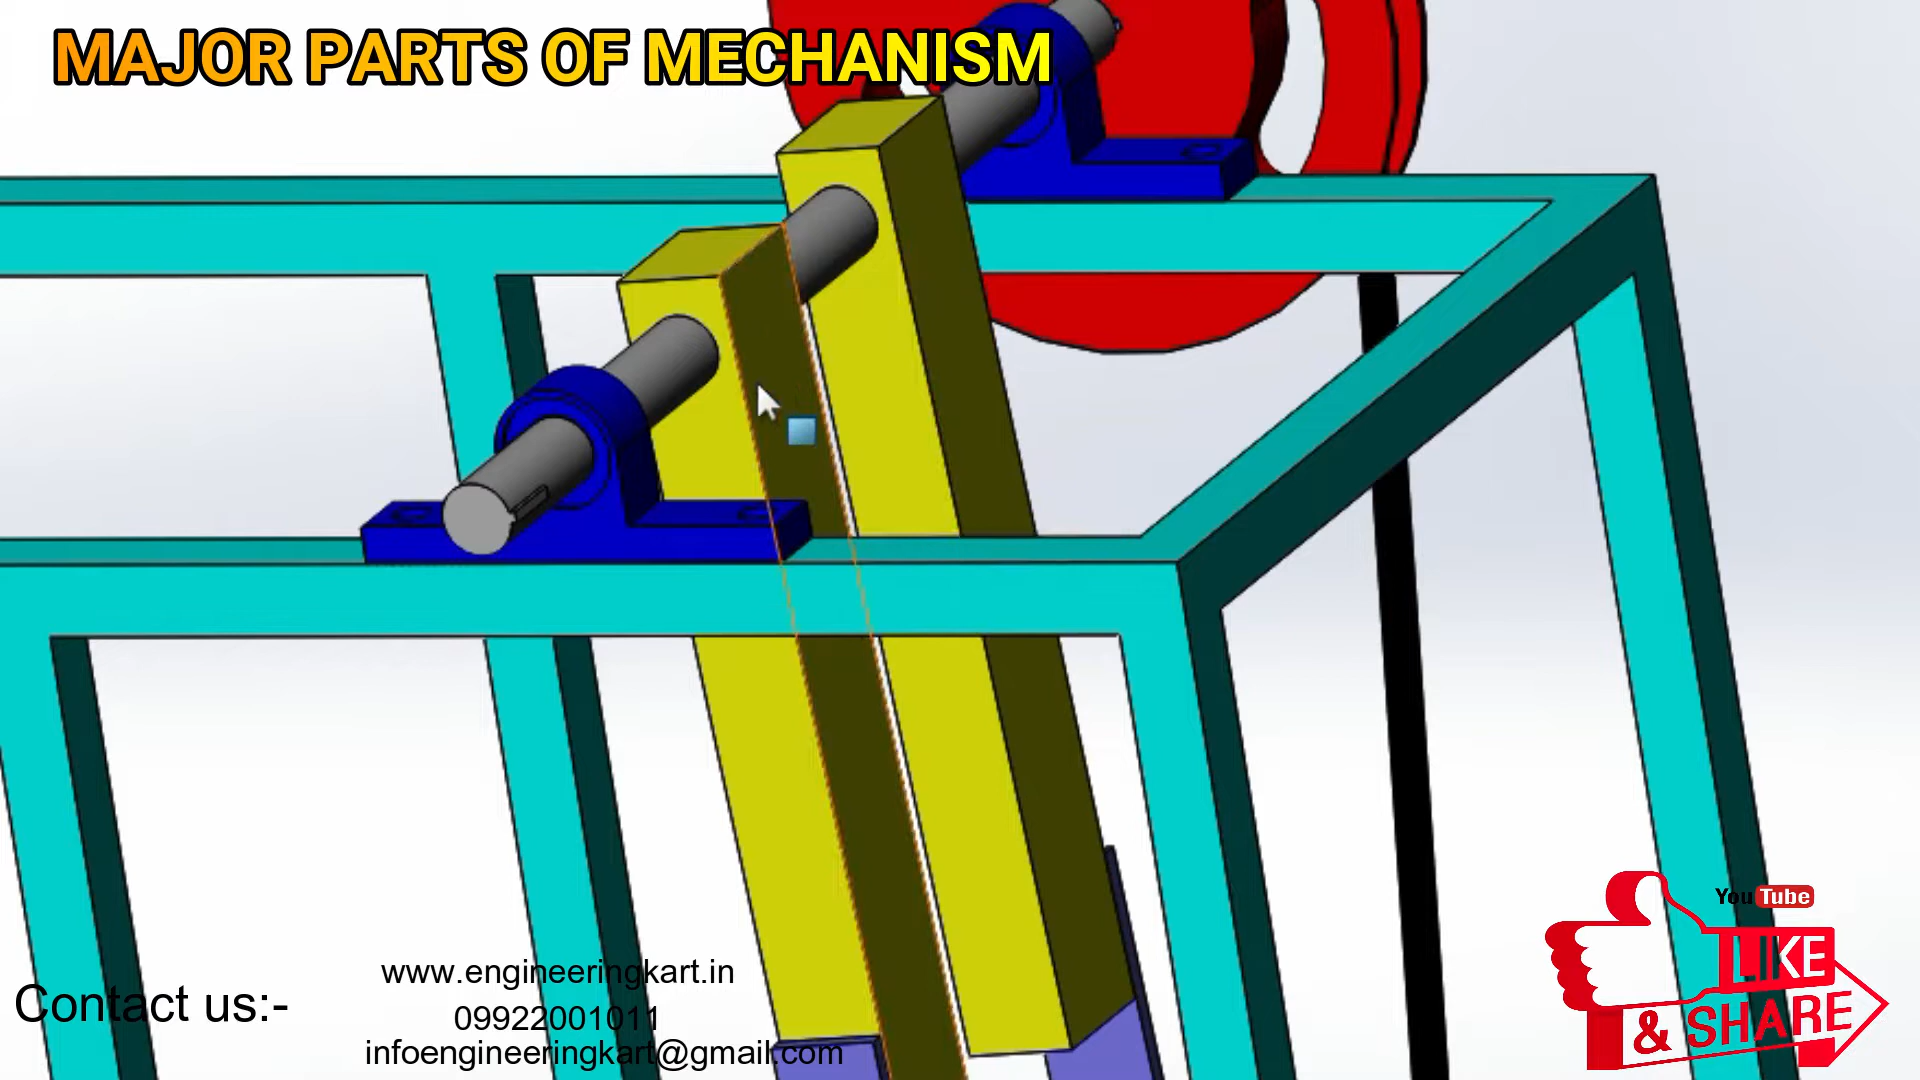 MAJOR PARTS OF MECHANISM
You Tube
LIKE
& SHARE
www.engineeringkart.in
Contact us:-
09922001011
infoengineeringkart@gmail.com